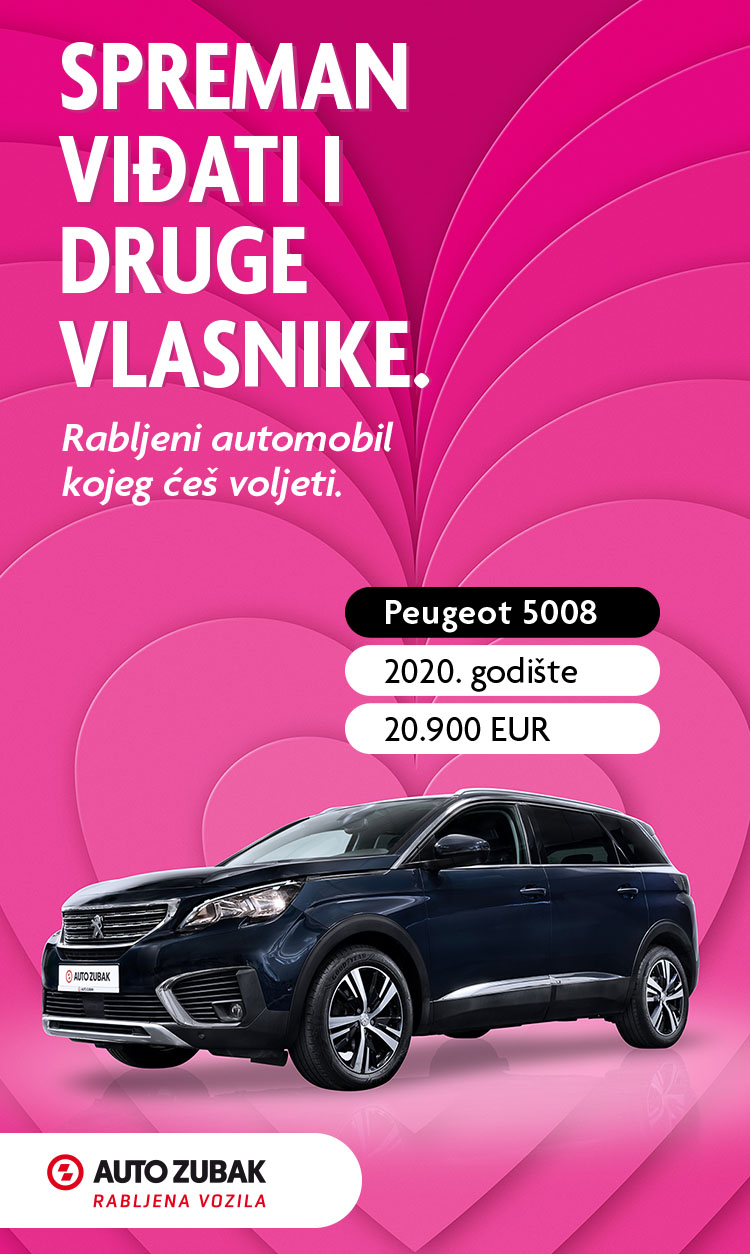 SPREMAN
VIĐATI I
DRUGE
VLASNIKE.
Rabljeni automobil
kojeg ćeš voljeti.
Peugeot 5008
2020. godište
20.900 EUR
AUTO ZUBAK
AUTO ZUBAK
RABLJENA VOZILA